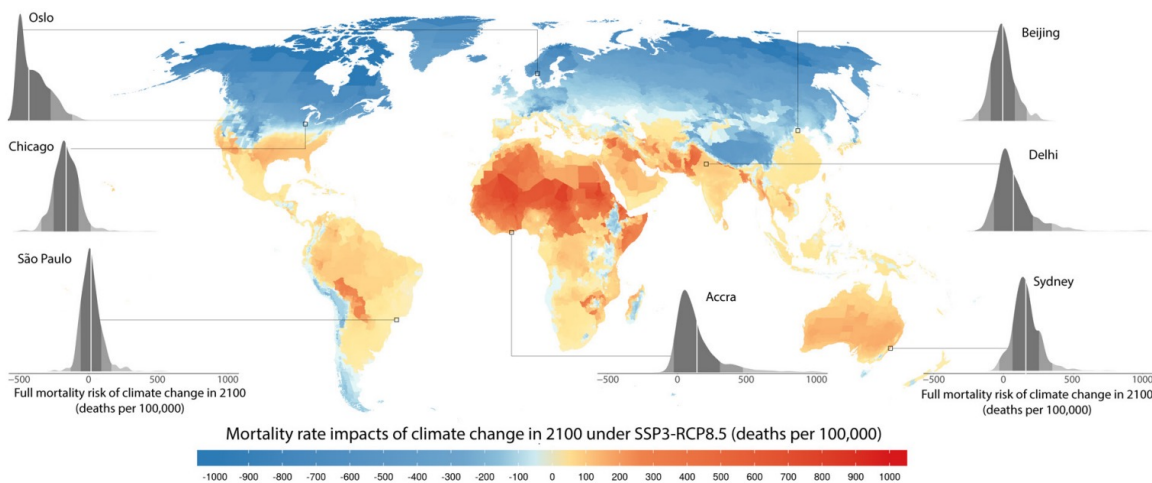 Oslo
Chicago
São Paulo
-500 0 500 1000
Full mortality risk of climate change in 2100
(deaths per 100,000)
Accra
-500 0 500 1000
Beijing
Delhi
Sydney
-500 0 500 1000
Full mortality risk of climate change in 2100
(deaths per 100,000)
Mortality rate impacts of climate change in 2100 under SSP3-RCP8.5 (deaths per 100,000)
-1000 -900 -800 -700 -600 -500 -400 -300 -200 -100 0 100 200 300 400 500 600 700 800 900 1000